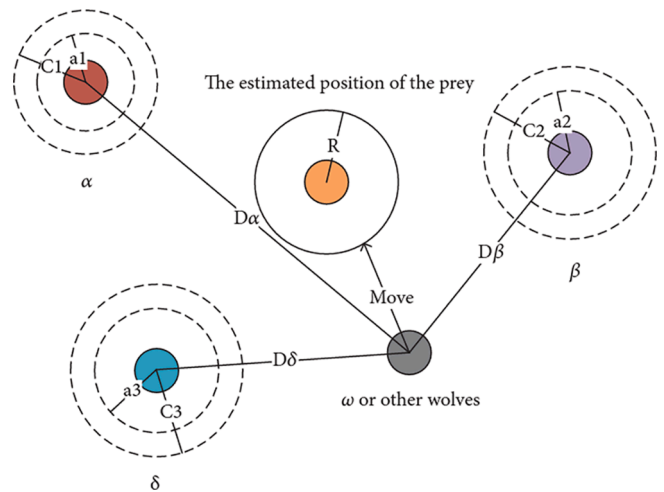 a1
C1
The estimated position of the prey
a2
C2
R
α
Dα
Dβ
β
Move
Dδ
a3
C3
ω or other wolves
δ